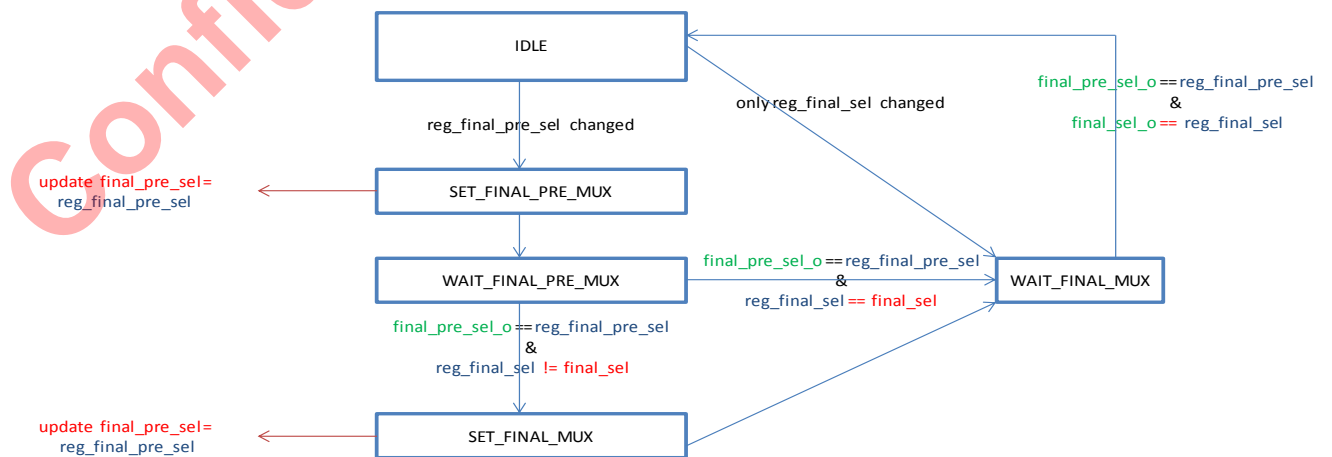 Confi
IDLE
final_pre_sel_o ==reg_final_pre_sel
&
final_sel_o == reg_final_sel
only reg_final_sel changed
reg_final_pre_sel changed
update final_pre_sel=
reg_final_pre_sel
SET_FINAL_PRE_MUX
WAIT_FINAL_PRE_MUX
final_pre_sel_o ==reg_final_pre_sel
&
reg_final_sel == final_sel
WAIT_FINAL_MUX
final_pre_sel_o ==reg_final_pre_sel
&
reg_final_sel != final_sel
update final_pre_sel=
reg_final_pre_sel
SET_FINAL_MUX